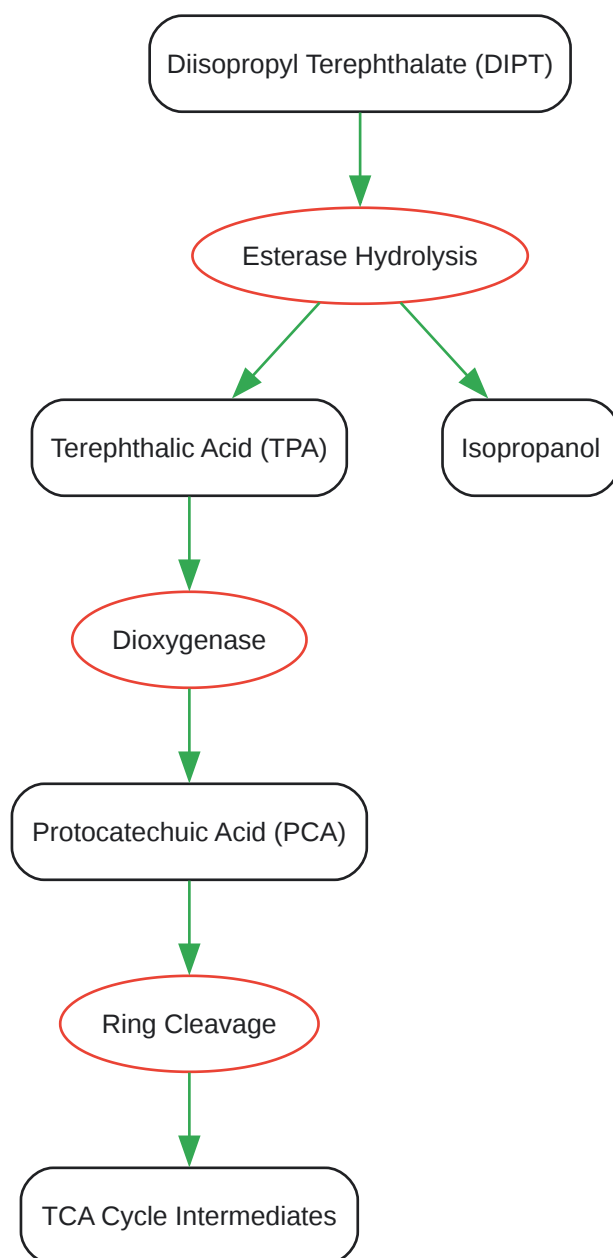 Diisopropyl Terephthalate (DIPT)
Esterase Hydrolysis
Terephthalic Acid (TPA)
Isopropanol
Dioxygenase
Protocatechuic Acid (PCA)
Ring Cleavage
TCA Cycle Intermediates